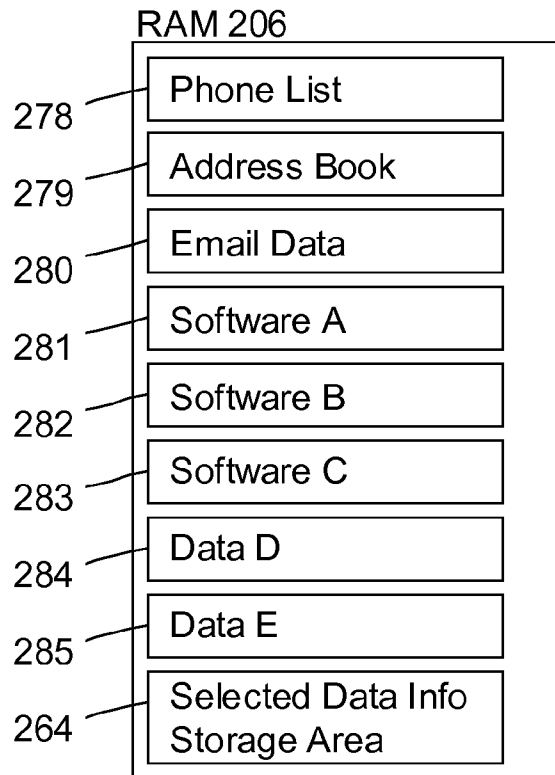 RAM 206
278 Phone List
279 Address Book
280 Email Data
281 Software A
282 Software B
283 Software C
284 Data D
285 Data E
264 Selected Data Info
Storage Area